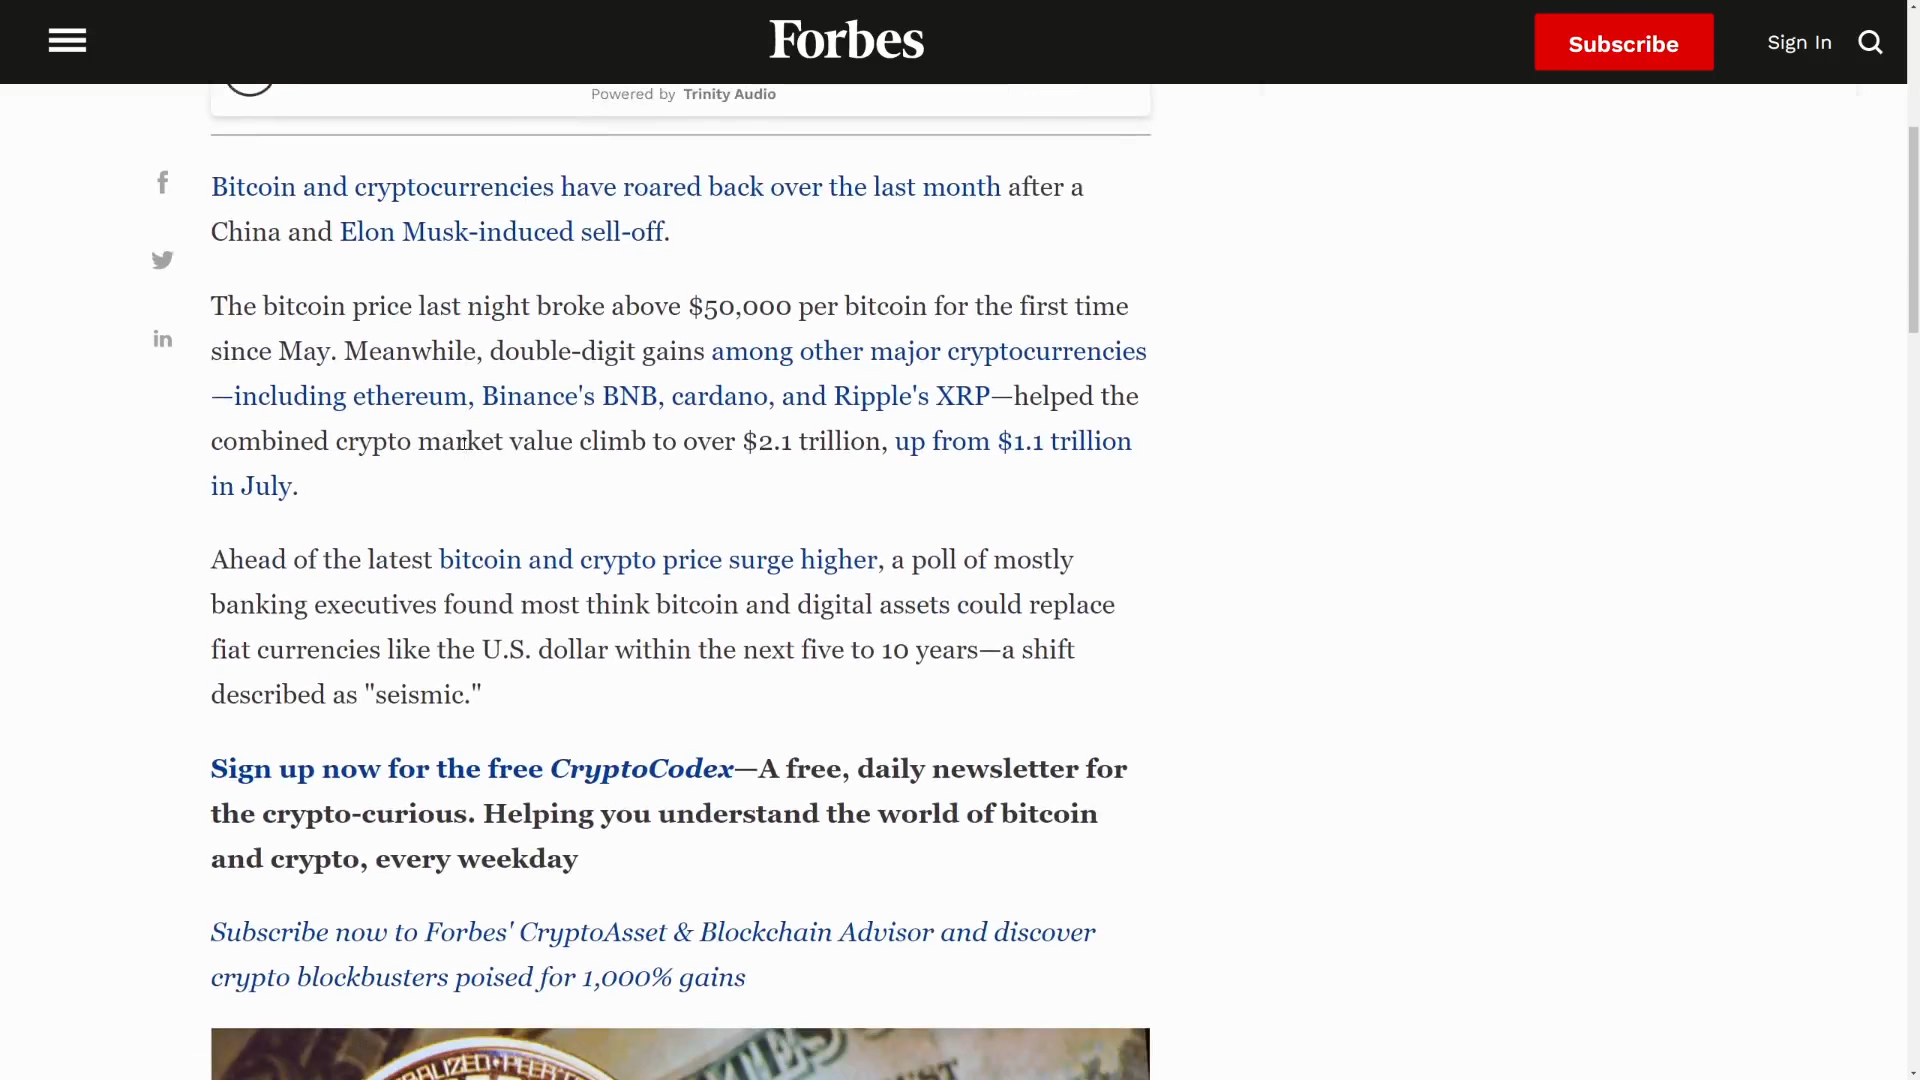 Forbes
Subscribe
Sign In
Powered by Trinity Audio
Bitcoin and cryptocurrencies have roared back over the last month after a
China and Elon Musk-induced sell-off.
The bitcoin price last night broke above $50,000 per bitcoin for the first time
since May. Meanwhile, double-digit gains among other major cryptocurrencies
—including ethereum, Binance's BNB, cardano, and Ripple's XRP—helped the
combined crypto market value climb to over $2.1 trillion, up from $1.1 trillion
in July.
Ahead of the latest bitcoin and crypto price surge higher, a poll of mostly
banking executives found most think bitcoin and digital assets could replace
fiat currencies like the U.S. dollar within the next five to 10 years—a shift
described as "seismic."
Sign up now for the free CryptoCodex—A free, daily newsletter for
the crypto-curious. Helping you understand the world of bitcoin
and crypto, every weekday
Subscribe now to Forbes' CryptoAsset & Blockchain Advisor and discover
crypto blockbusters poised for 1,000% gains